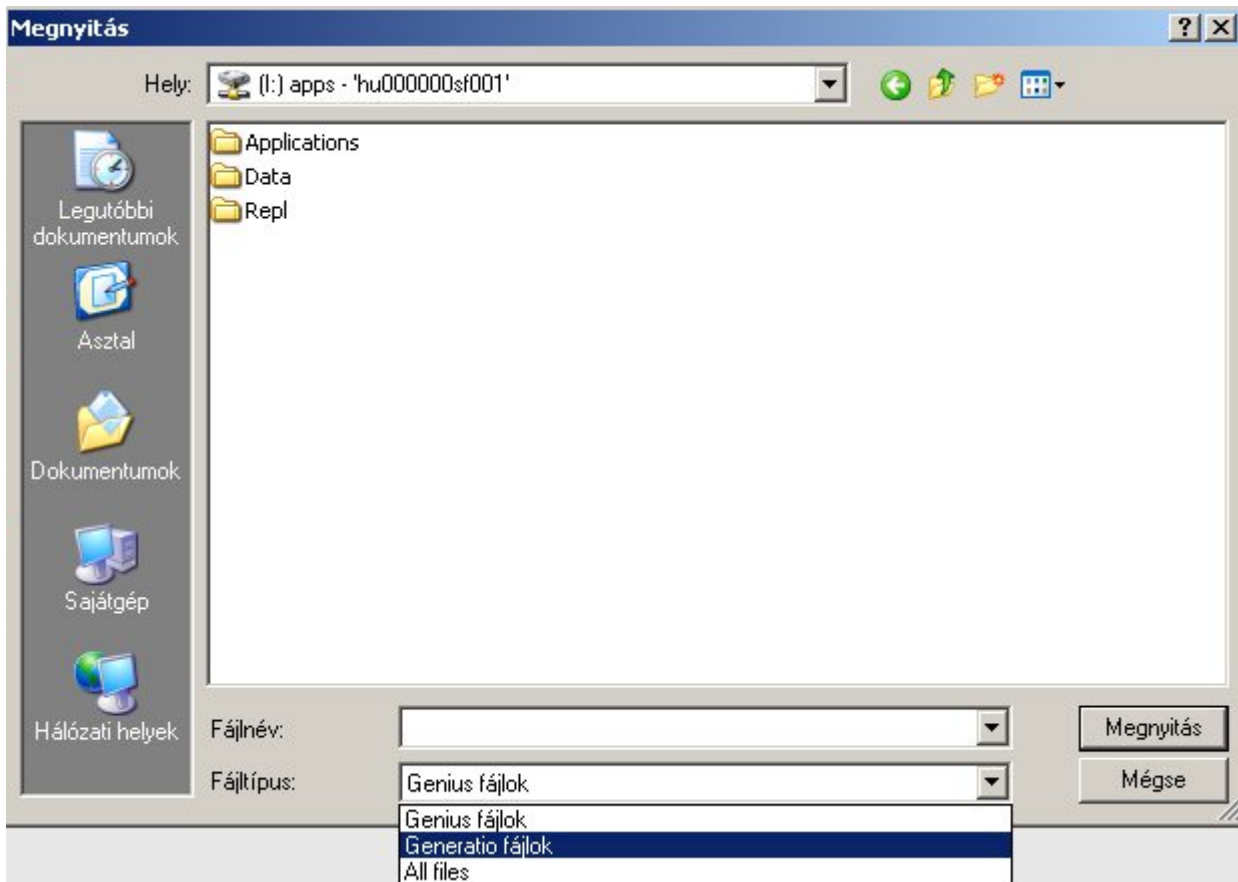 Megnyitás
Hely:
(I:) apps - 'hu000000sf001'
Applications
Data
Repl
Legutóbbi
dokumentumok
Asztal
Dokumentumok
Sajátgép
Hálózati helyek
Fájlnév:
Megnyitás
Fájltípus:
Genius fájlok
Mégse
Genius fájlok
Generatio fájlok
All files